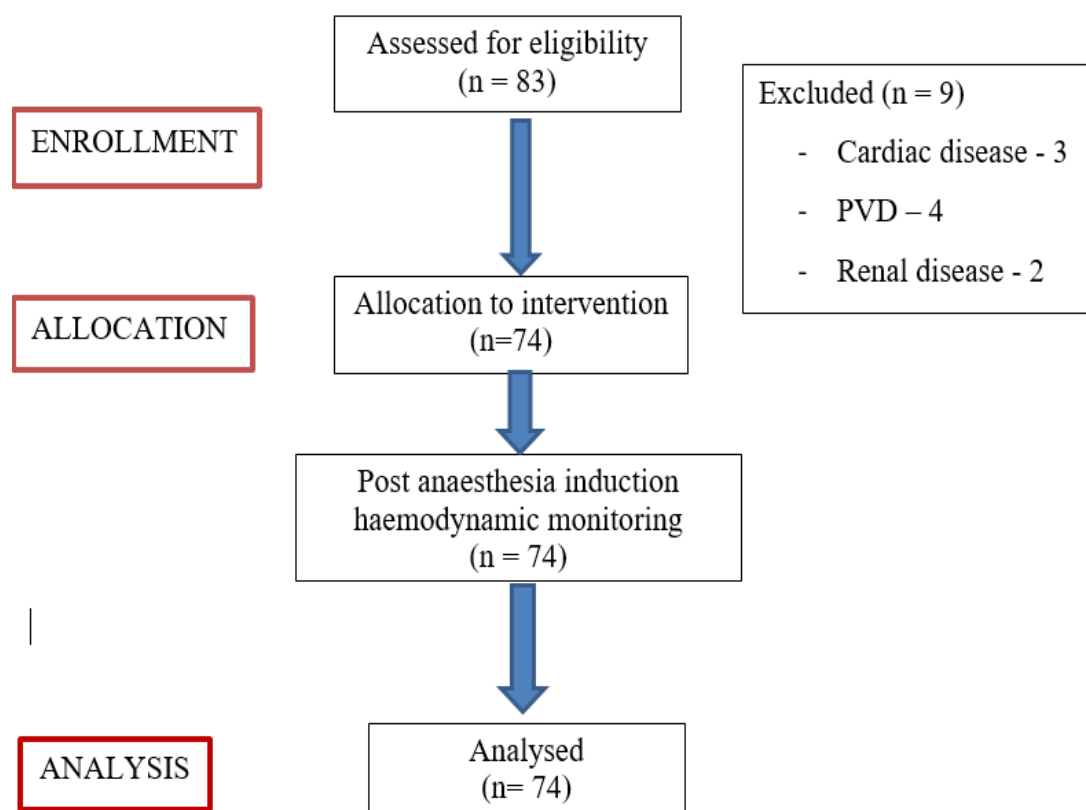 Assessed for eligibility
(n = 83)
Excluded (n = 9)
- Cardiac disease - 3
- PVD – 4
- Renal disease - 2
ENROLLMENT
ALLOCATION
Allocation to intervention
(n=74)
Post anaesthesia induction
haemodynamic monitoring
(n = 74)
ANALYSIS
Analysed
(n= 74)